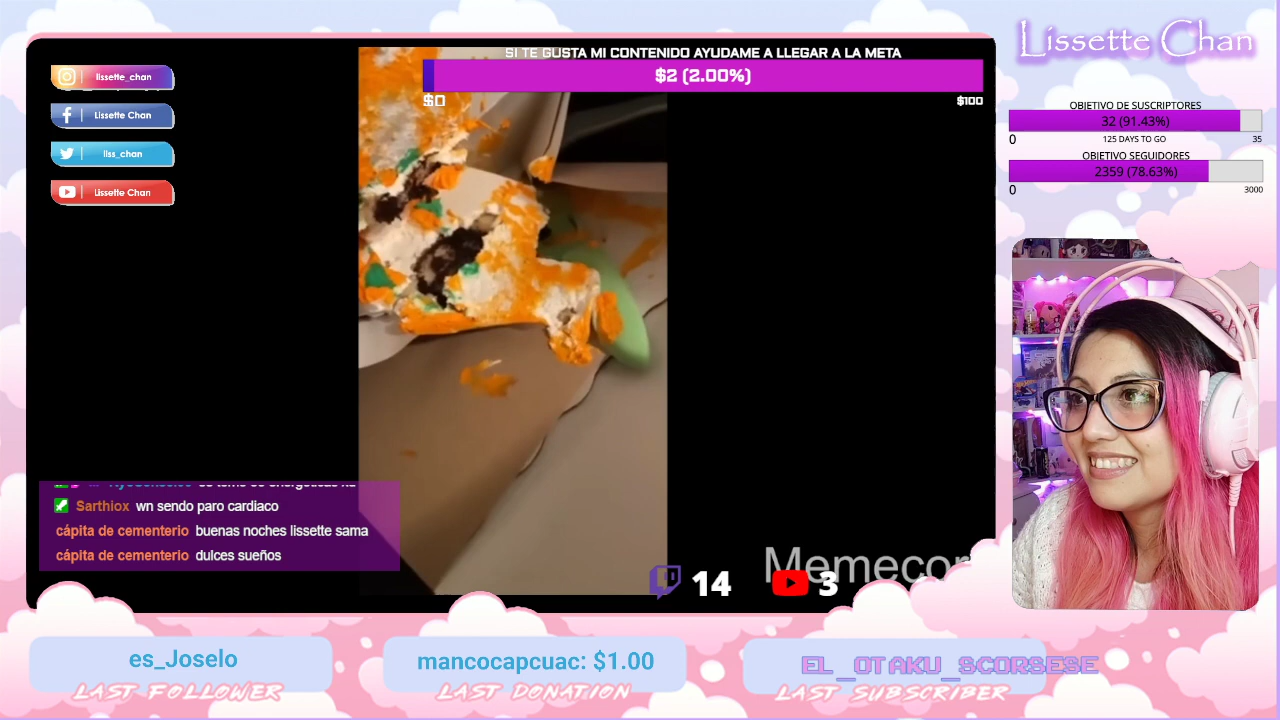 Lissette Chan
SI TE GUSTA MI CONTENIDO AYUDAME A LLEGAR A LA META
$2 (2.00%)
$0
$100
lissette_chan
Lissette Chan
liss_chan
Lissette Chan
OBJETIVO DE SUSCRIPTORES
32 (91.43%)
0
125 DAYS TO GO
35
OBJETIVO SEGUIDORES
2359 (78.63%)
0
3000
Sarthiox wn sendo paro cardiaco
cápita de cementerio buenas noches lissette sama
cápita de cementerio dulces sueños
Memecor
14
3
es_Joselo
LAST FOLLOWER
mancocapcuac: $1.00
LAST DONATION
EL_OTAKU_SCORSESE
LAST SUBSCRIBER